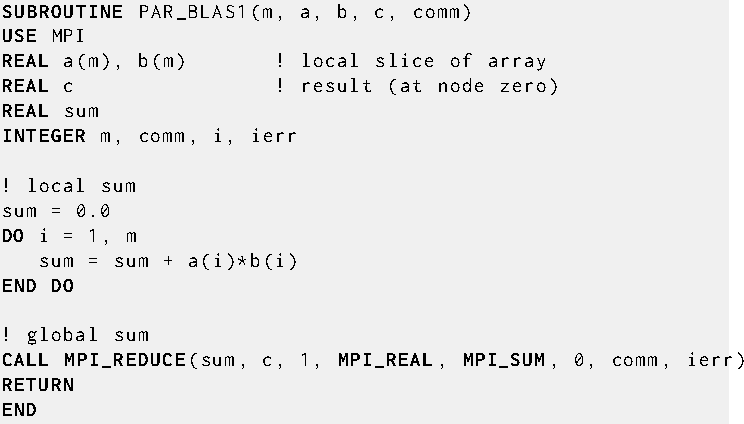 SUBROUTINE PAR_BLAS1(m, a, b, c, comm)
USE MPI
REAL a(m), b(m)       ! local slice of array
REAL c                ! result (at node zero)
REAL sum
INTEGER m, comm, i, ierr

! local sum
sum = 0.0
DO i = 1, m
   sum = sum + a(i)*b(i)
END DO

! global sum
CALL MPI_REDUCE(sum, c, 1, MPI_REAL, MPI_SUM, 0, comm, ierr)
RETURN
END